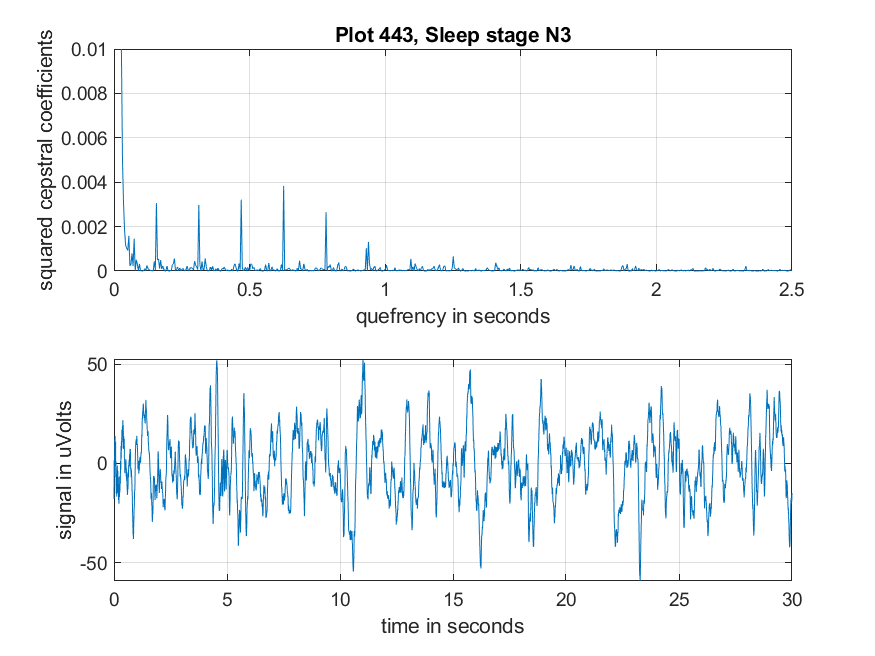 Plot 443, Sleep stage N3
squared cepstral coefficients
0.01
0.008
0.006
0.004
0.002
0
0 0.5 1 1.5 2 2.5
quefrency in seconds
signal in uVolts
50
0
-50
0 5 10 15 20 25 30
time in seconds